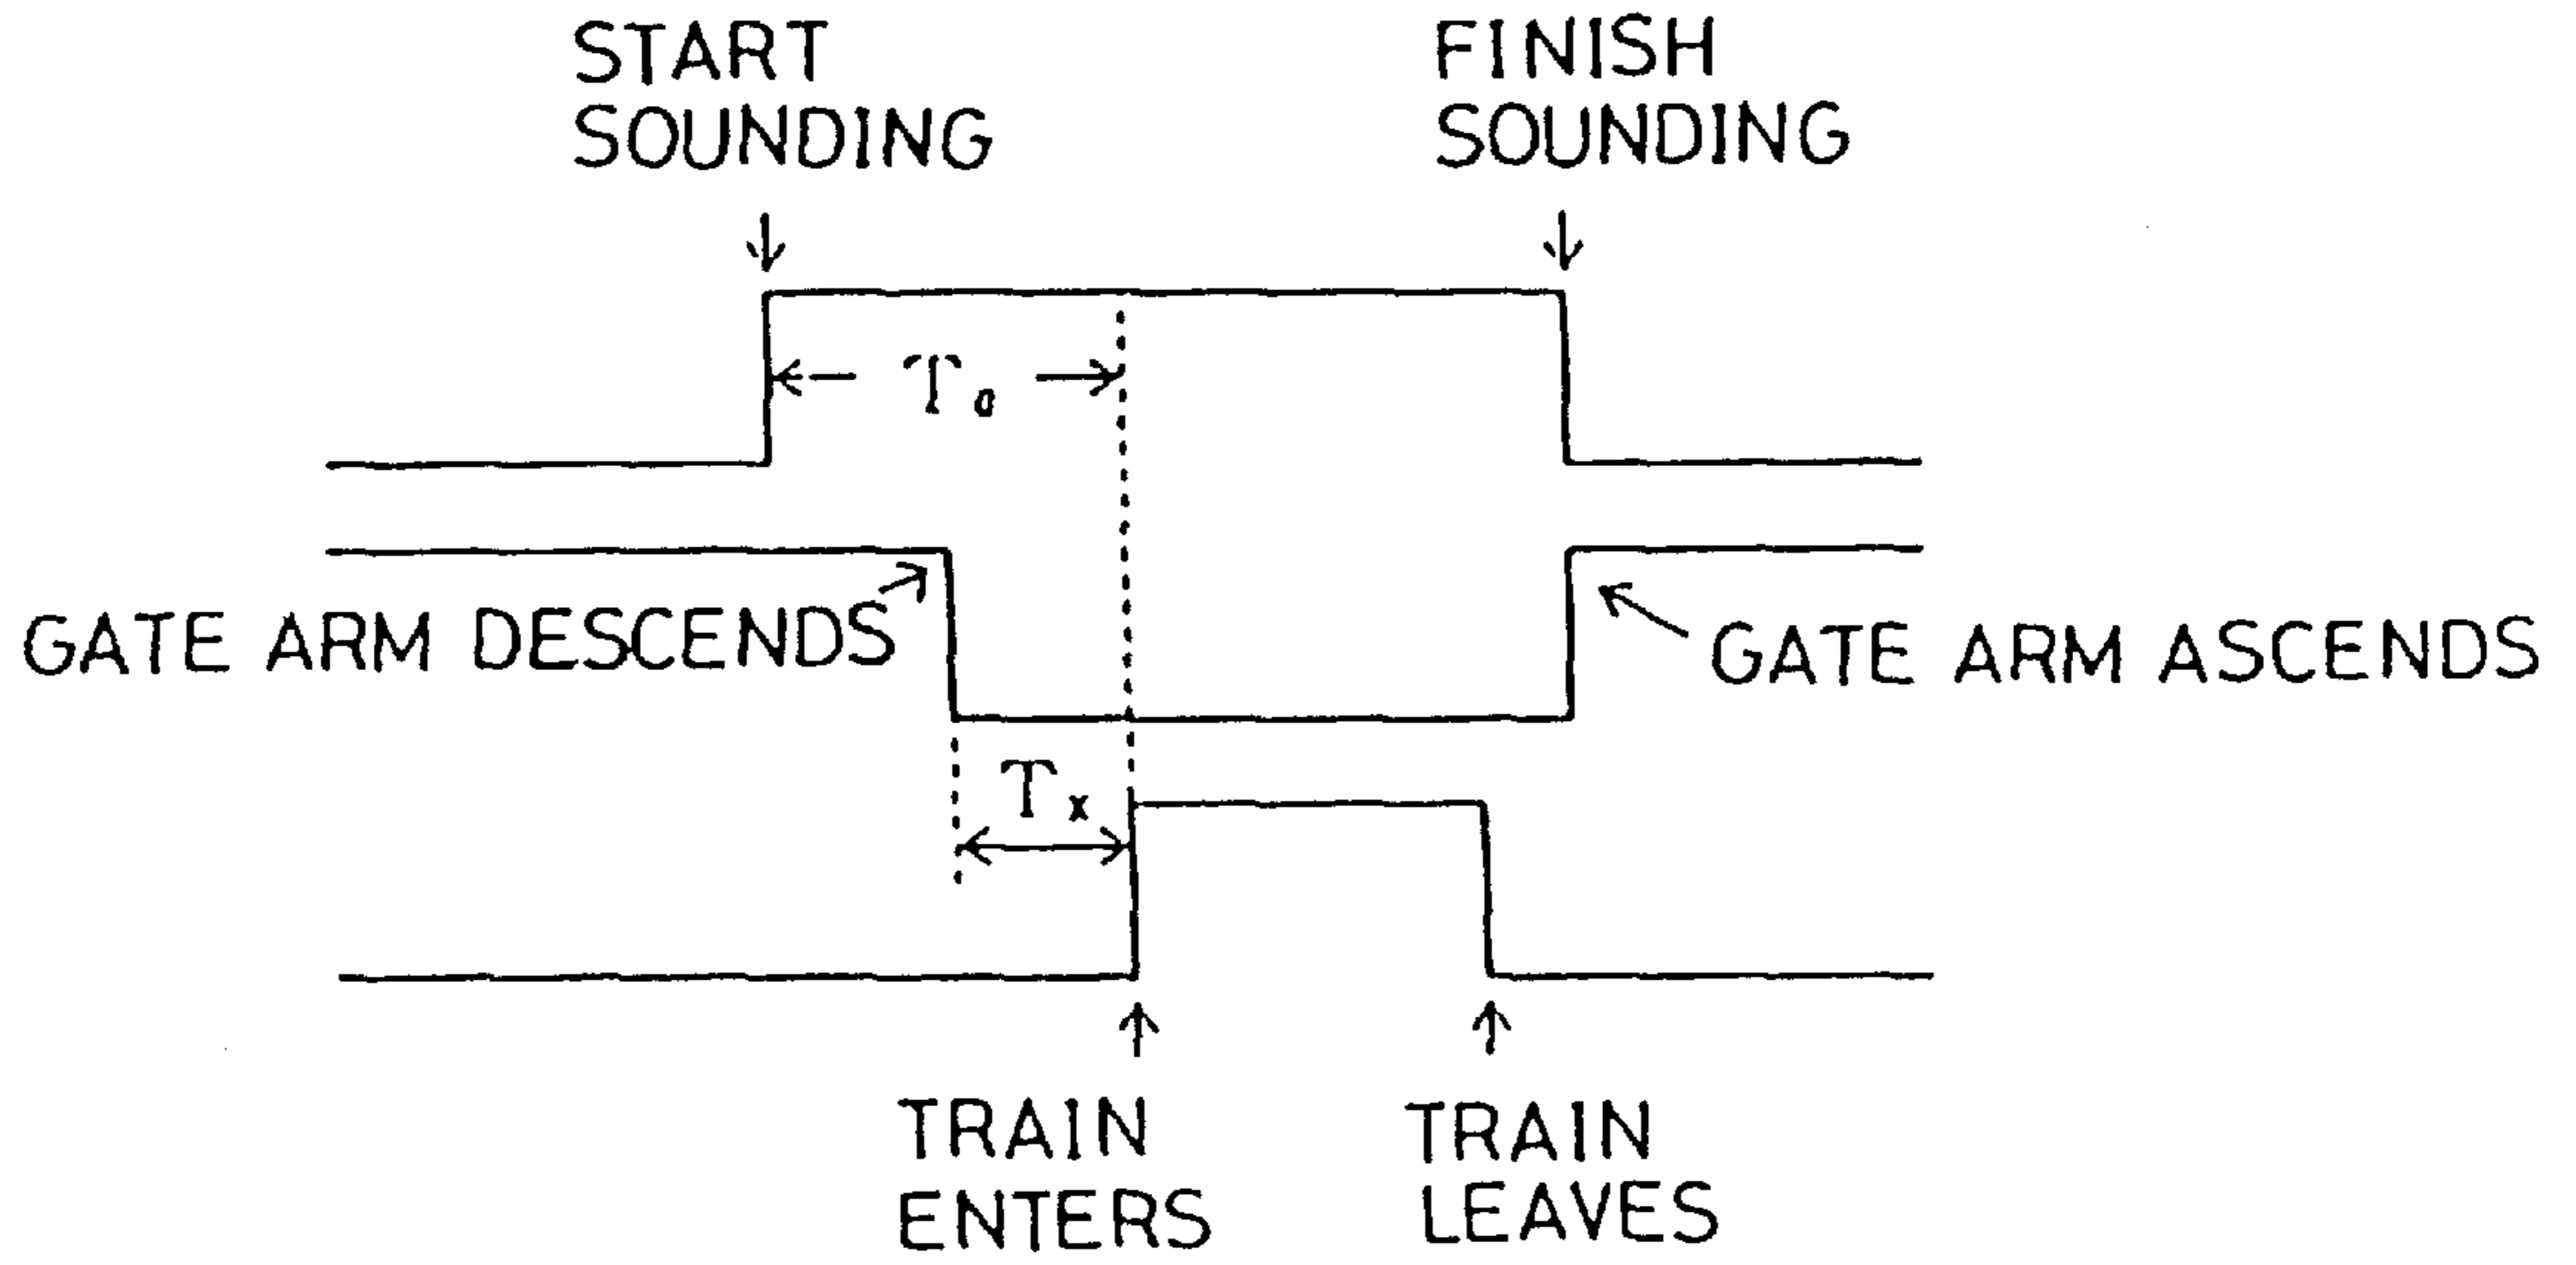 START
SOUNDING
FINISH
SOUNDING
T₀
GATE ARM DESCENDS
GATE ARM ASCENDS
Tₓ
TRAIN
ENTERS
TRAIN
LEAVES